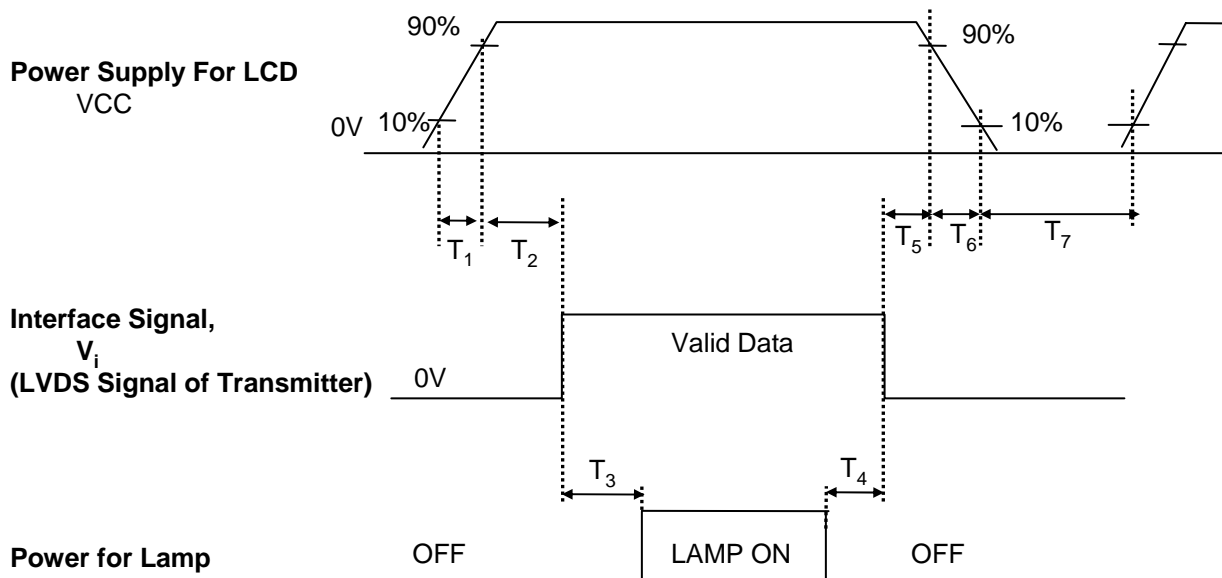 90%
90%
Power Supply For LCD
VCC
0V
10%
10%
T1
T2
T5
T6
T7
Interface Signal,
Vi
(LVDS Signal of Transmitter)
0V
Valid Data
T3
T4
Power for Lamp
OFF
LAMP ON
OFF